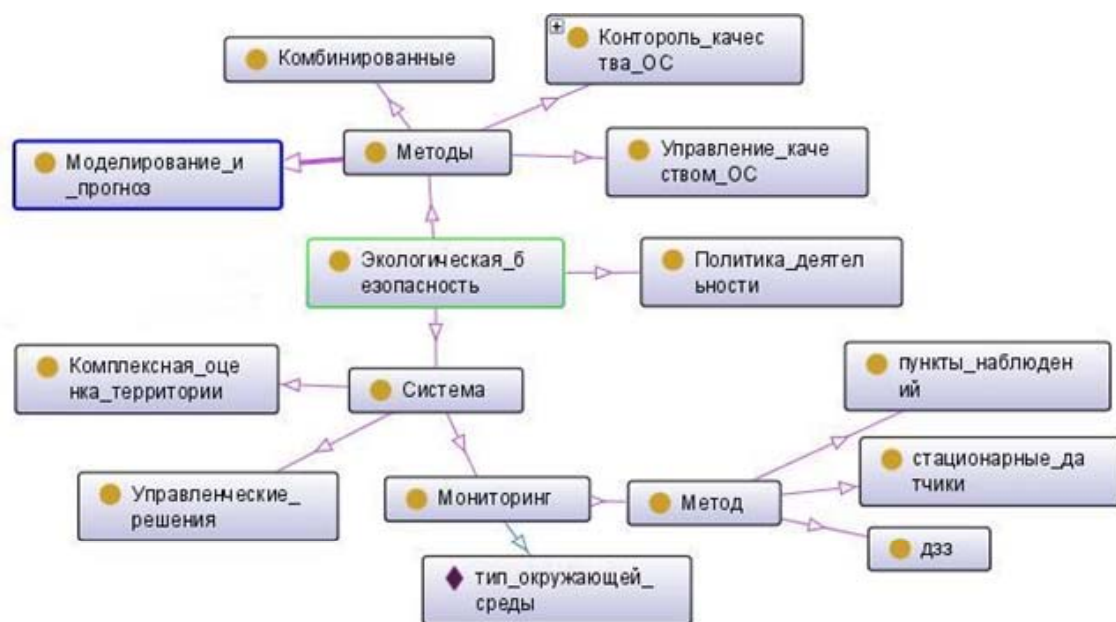 Комбинированные
Контороль_качес
тва_ОС
Моделирование_и
_прогноз
Методы
Управление_каче
ством_ОС
Экологическая_б
езопасность
Политика_деятел
ьности
Комплексная_оце
нка_территории
Система
пункты_наблюден
ий
стационарные_да
тчики
Управленческие_
решения
Мониторинг
Метод
дзз
тип_окружающей_
среды